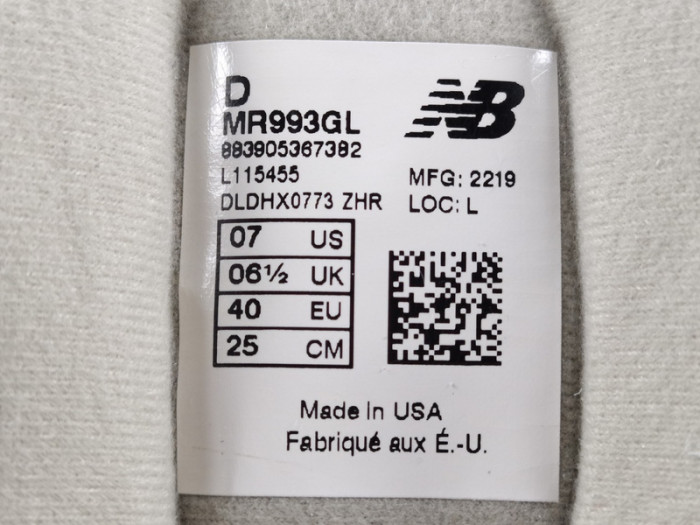 D
NB
MR993GL
883905367382
L115455
MFG: 2219
DLDHX0773 ZHR
LOC: L
07 US
06½ UK
40 EU
25 CM
Made In USA
Fabriqué aux É.-U.